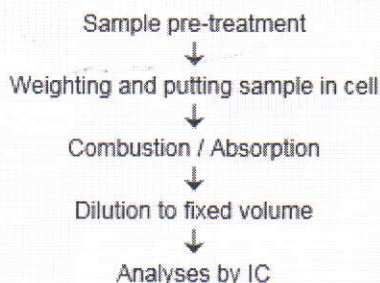 Sample pre-treatment
↓
Weighting and putting sample in cell
↓
Combustion / Absorption
↓
Dilution to fixed volume
↓
Analyses by IC